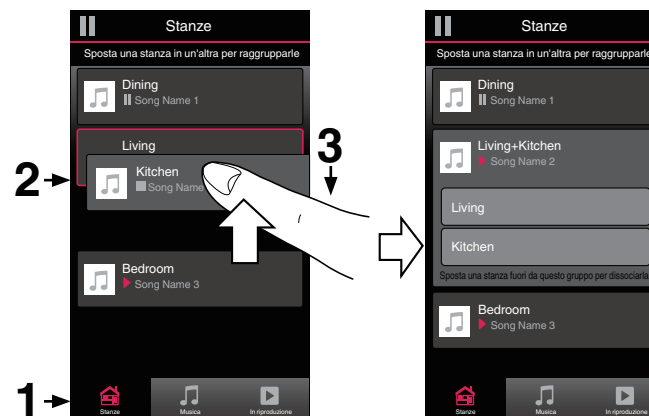 Stanze
Sposta una stanza in un'altra per raggrupparle
Dining
Song Name 1
Living
Kitchen
Song Name
Bedroom
Song Name 3
Stanze
Musica
In riproduzione
1
2
3
Stanze
Sposta una stanza in un'altra per raggrupparle
Dining
Song Name 1
Living+Kitchen
Song Name 2
Living
Kitchen
Sposta una stanza fuori da questo gruppo per dissociarla
Bedroom
Song Name 3
Stanze
Musica
In riproduzione